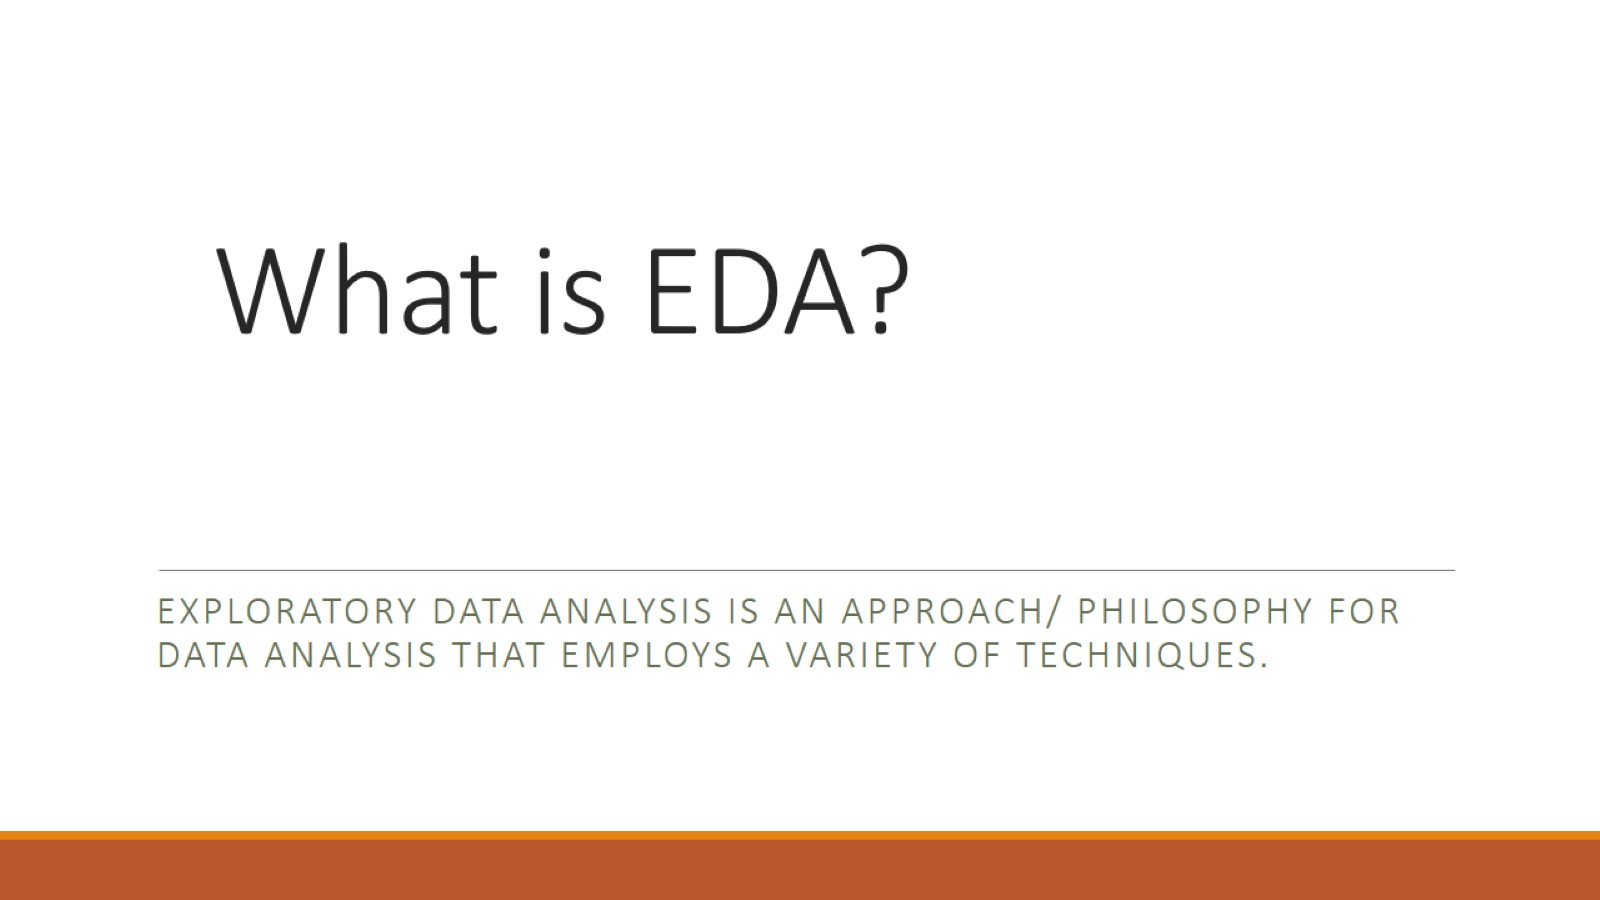 What is EDA?
EXPLORATORY DATA ANALYSIS IS AN APPROACH/ PHILOSOPHY FOR
DATA ANALYSIS THAT EMPLOYS A VARIETY OF TECHNIQUES.